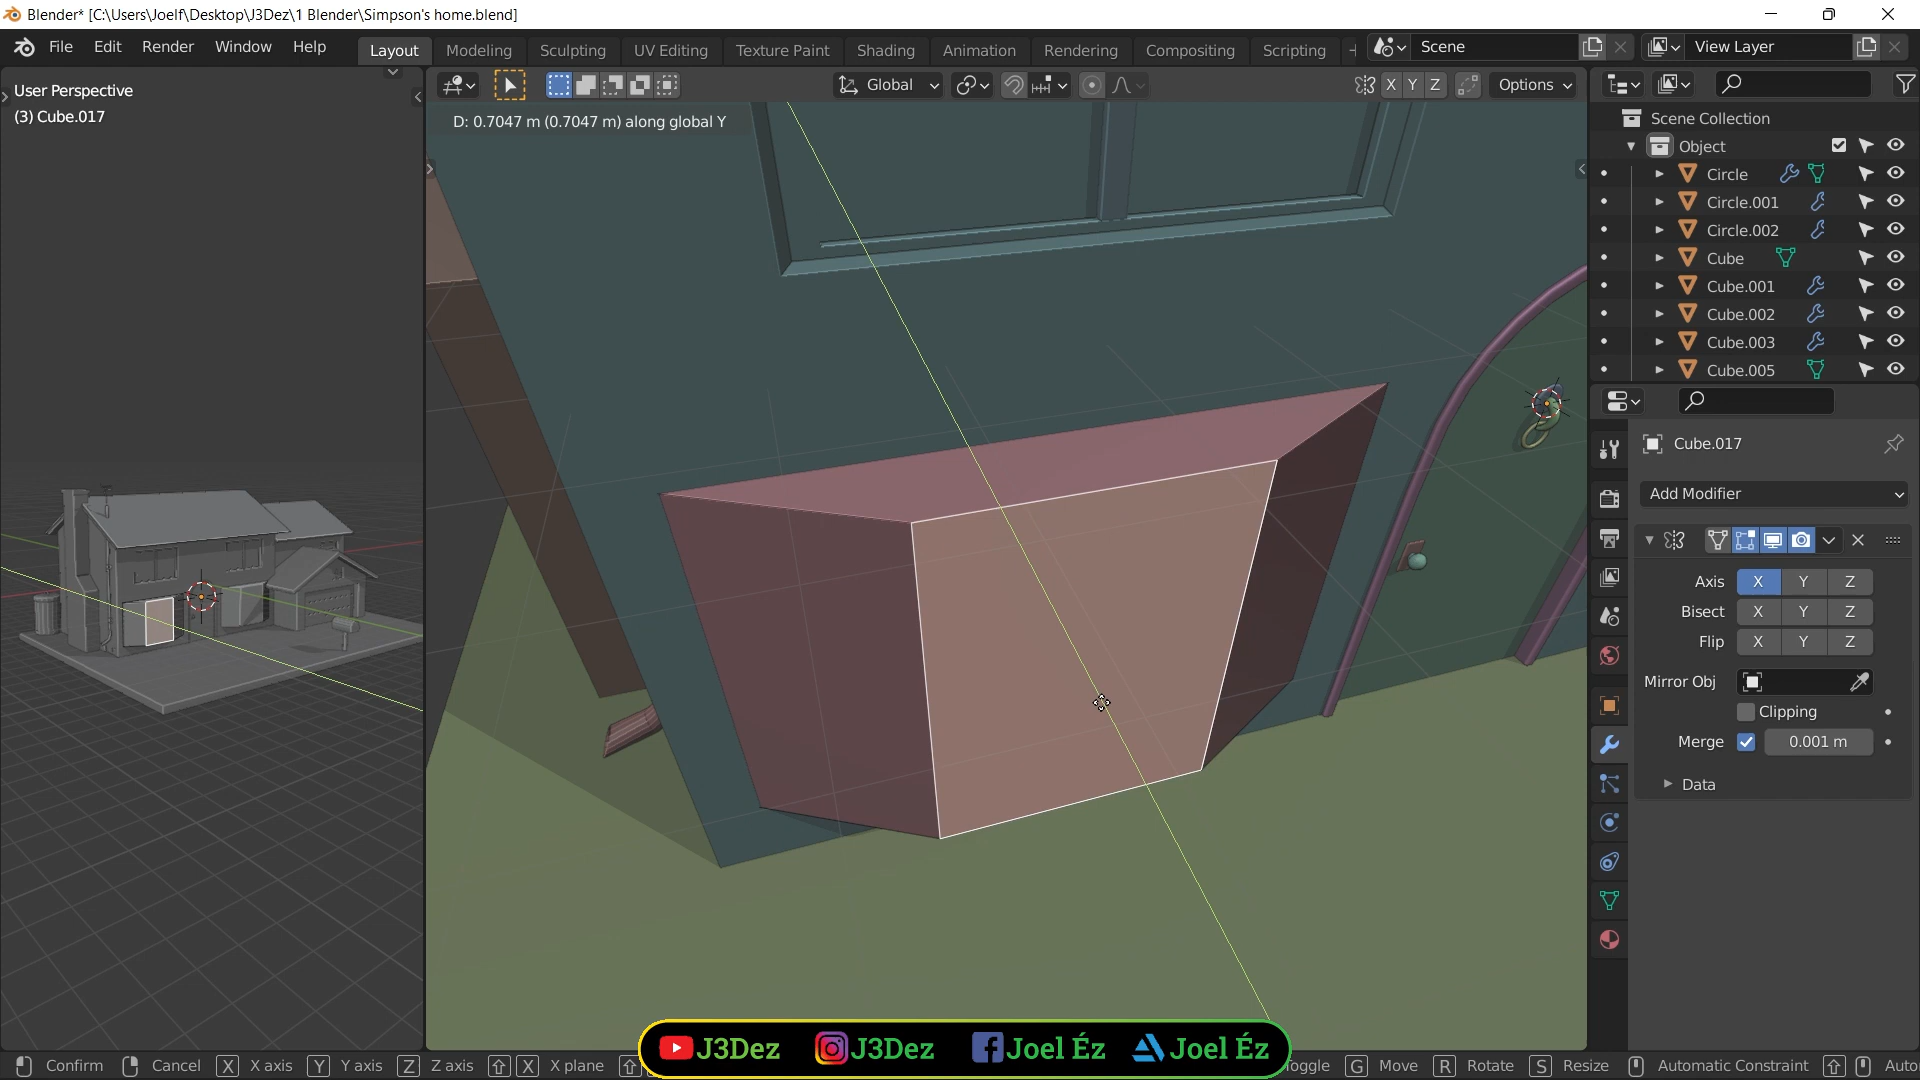 Blender* [C:\Users\Joelf\Desktop\J3Dez\1 Blender\Simpson's home.blend]
File Edit Render Window Help Layout Modeling Sculpting UV Editing Texture Paint Shading Animation Rendering Compositing Scripting Scene View Layer
Global X Y Z Options
User Perspective
(3) Cube.017
D: 0.7047 m (0.7047 m) along global Y
Scene Collection
Object
Circle
Circle.001
Circle.002
Cube
Cube.001
Cube.002
Cube.003
Cube.005
Cube.017
Add Modifier
Axis X Y Z
Bisect X Y Z
Flip X Y Z
Mirror Obj
Clipping
Merge 0.001 m
Data
J3Dez J3Dez Joel Éz Joel Éz
Confirm Cancel X X axis Y Y axis Z Z axis X X plane Toggle G Move R Rotate S Resize Automatic Constraint Auto